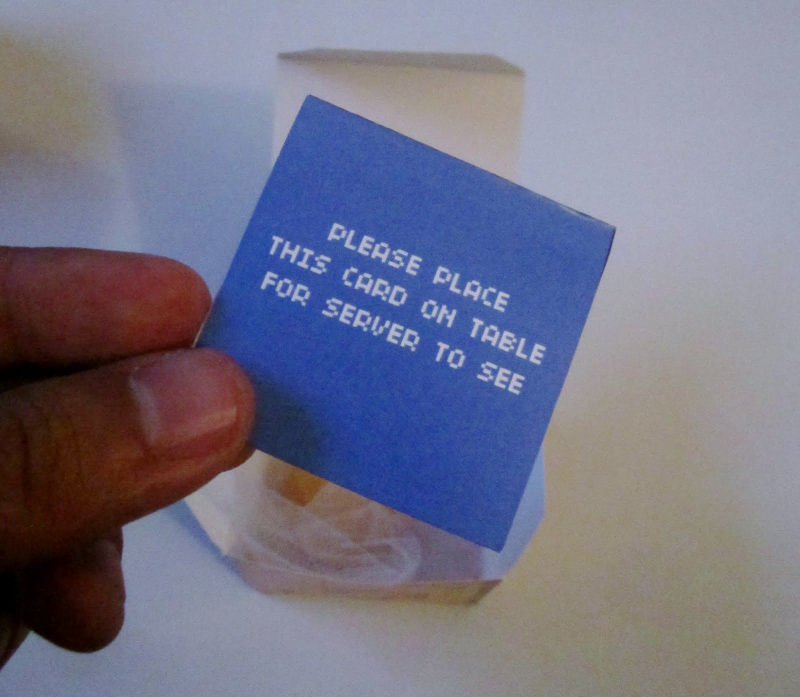 PLEASE PLACE
THIS CARD ON TABLE
FOR SERVER TO SEE